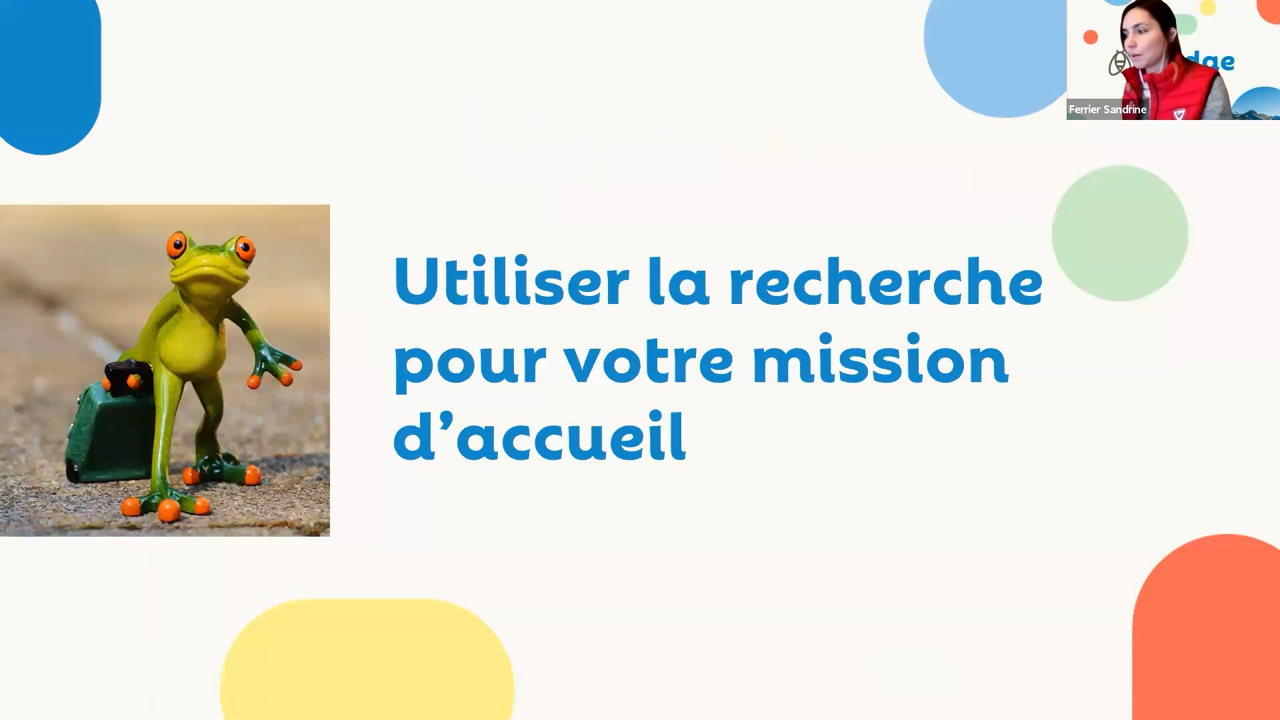 Utiliser la recherche
pour votre mission
d’accueil
Ferrier Sandrine